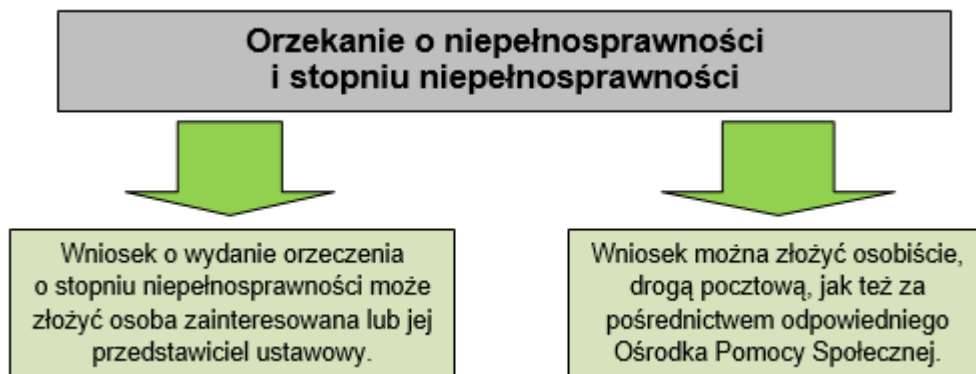 Orzekanie o niepełnosprawności
i stopniu niepełnosprawności
Wniosek o wydanie orzeczenia
o stopniu niepełnosprawności może
złożyć osoba zainteresowana lub jej
przedstawiciel ustawowy.
Wniosek można złożyć osobiście,
drogą pocztową, jak też za
pośrednictwem odpowiedniego
Ośrodka Pomocy Społecznej.